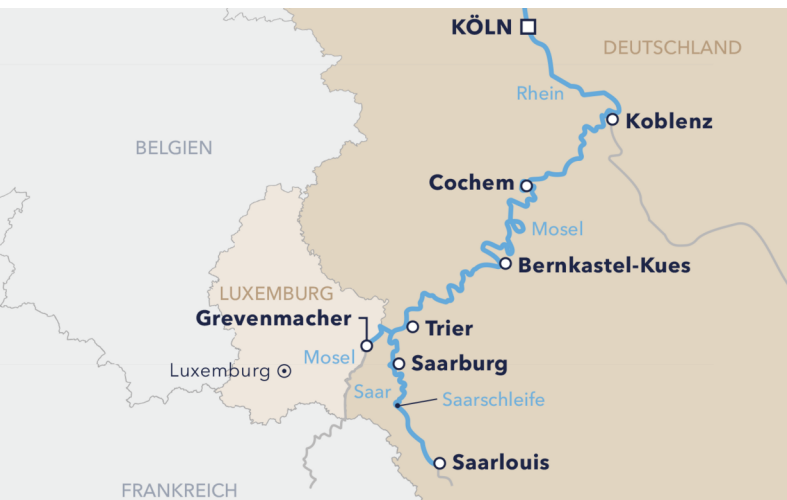 KÖLN
DEUTSCHLAND
Rhein
Koblenz
BELGIEN
Cochem
Mosel
Bernkastel-Kues
LUXEMBURG
Grevenmacher
Trier
Mosel
Saarburg
Luxemburg
Saar
Saarschleife
Saarlouis
FRANKREICH